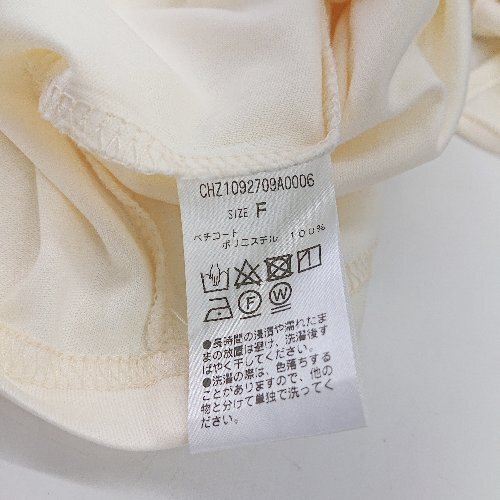 CHZ1092709A0006
SIZE F
ペチコート
ポリエステル 100%
F
W
●長時間の浸漬や濡れたま
まの放置は避け、洗濯後す
ばやく干してください。
●洗濯の際は、色落ちする
ことがありますので、他の
物と分けて単独で洗ってく
ださい。